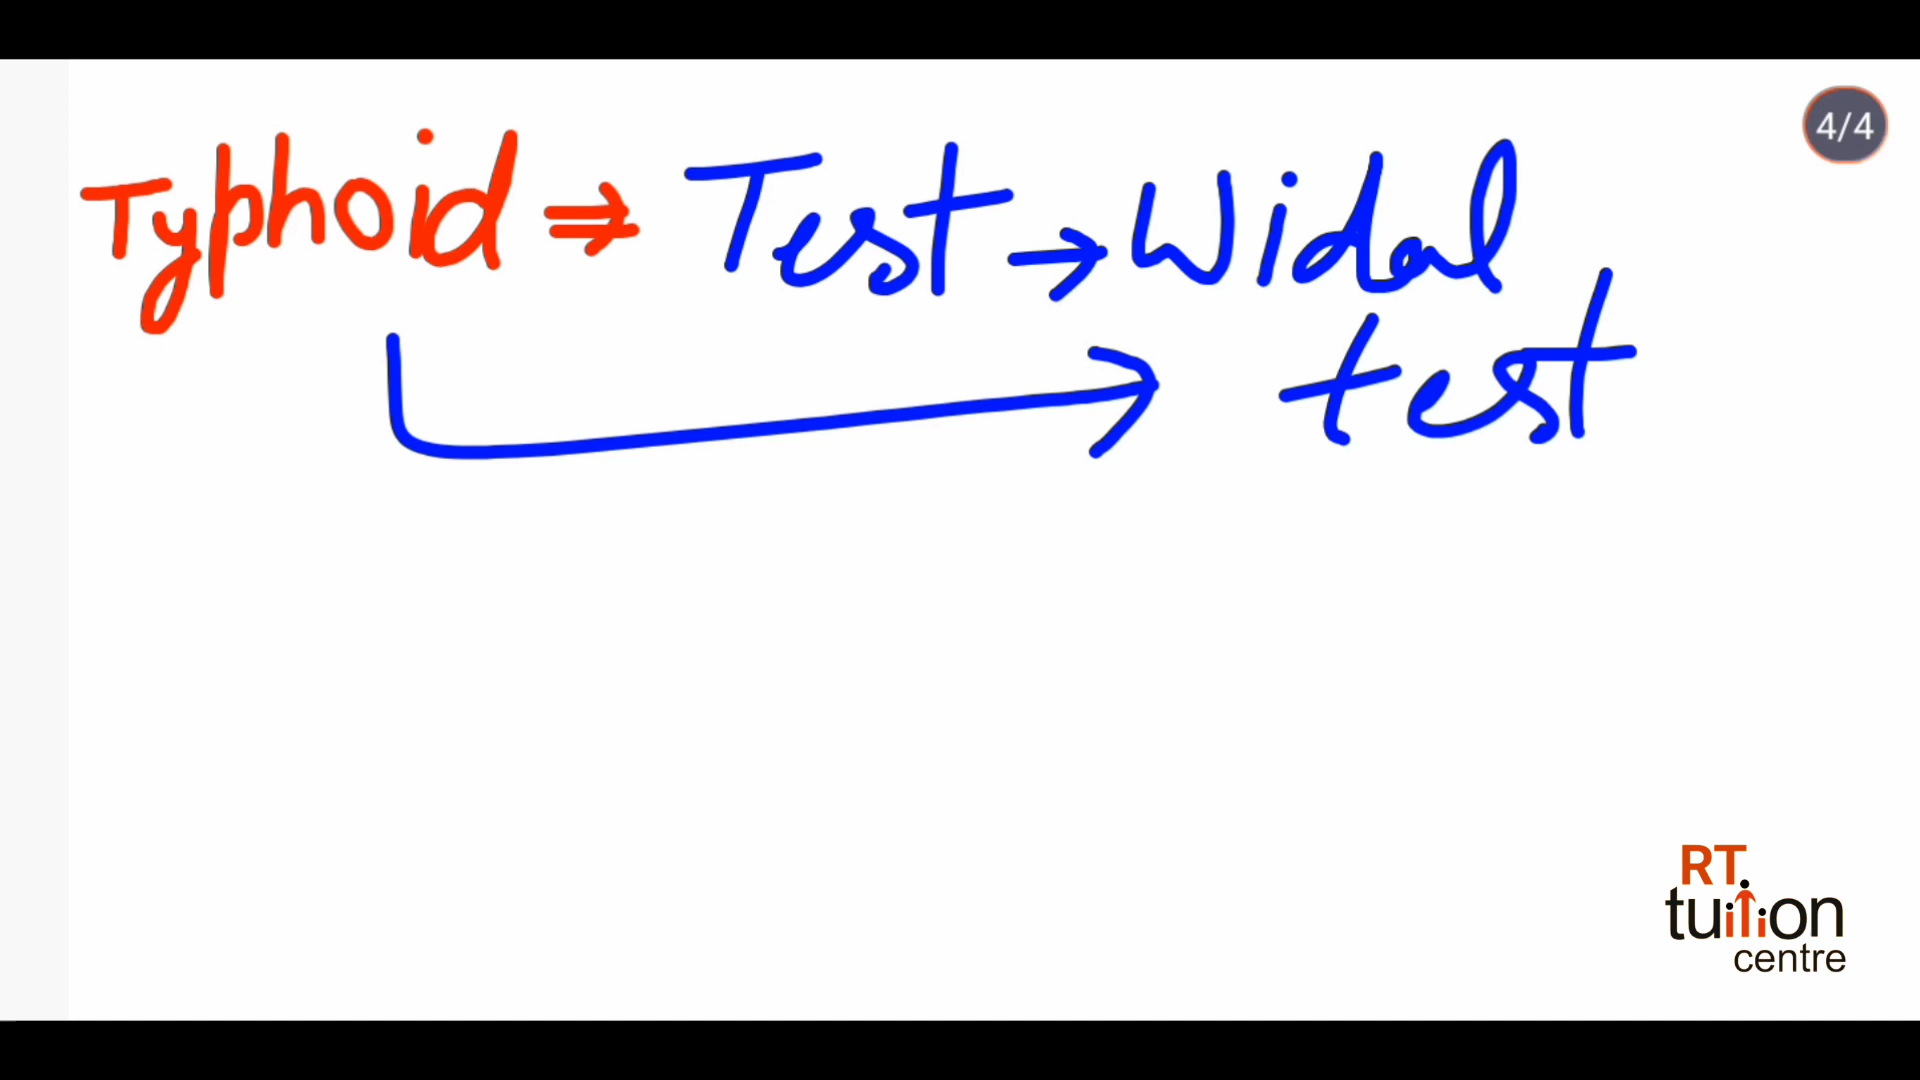 Typhoid ⇒ Test → Widal
test
4/4
RT
tuition
centre